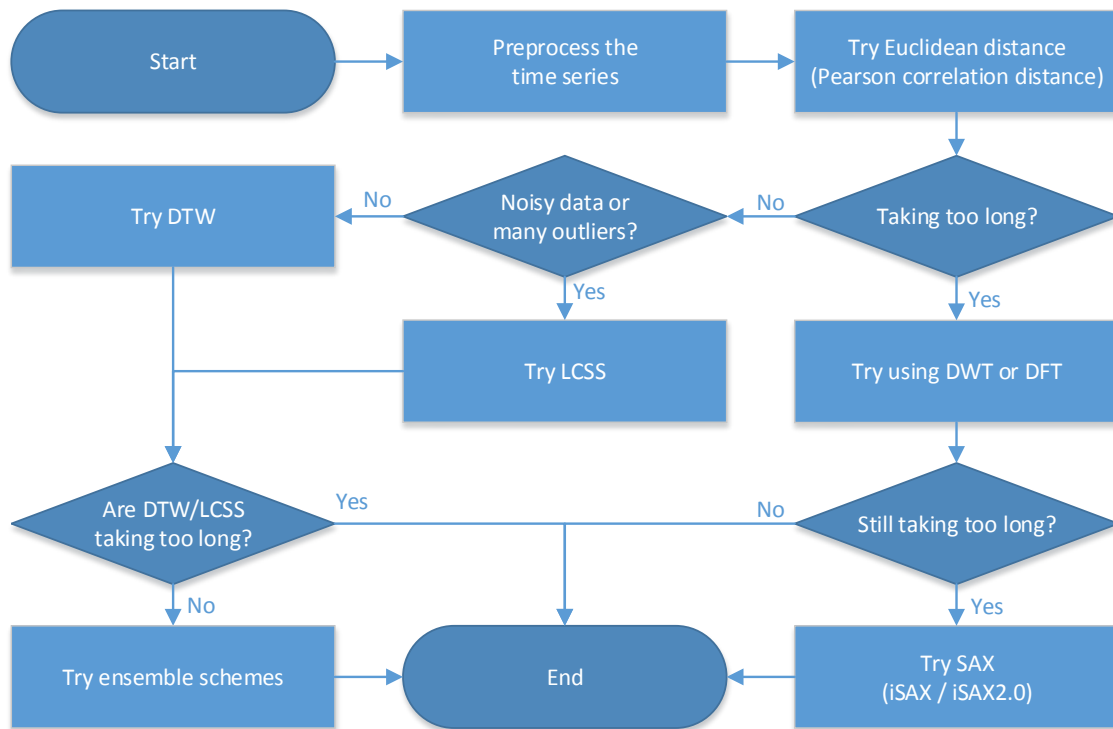 Start
Preprocess the
time series
Try Euclidean distance
(Pearson correlation distance)
Try DTW
No
Noisy data or
many outliers?
No
Taking too long?
Yes
Yes
Try LCSS
Try using DWT or DFT
Are DTW/LCSS
taking too long?
Yes
No
Still taking too long?
No
Yes
Try ensemble schemes
End
Try SAX
(iSAX / iSAX2.0)